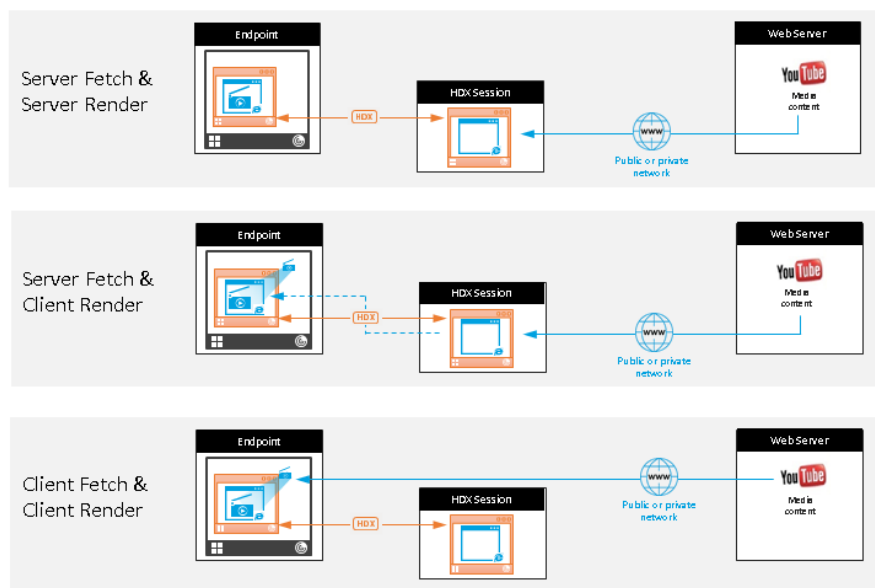 Server Fetch &
Server Render
Endpoint
HDX
HDX Session
WWW
Public or private
network
Web Server
YouTube
Media
content
Server Fetch &
Client Render
Endpoint
HDX
HDX Session
WWW
Public or private
network
Web Server
YouTube
Media
content
Client Fetch &
Client Render
Endpoint
HDX
HDX Session
WWW
Public or private
network
Web Server
YouTube
Media
content